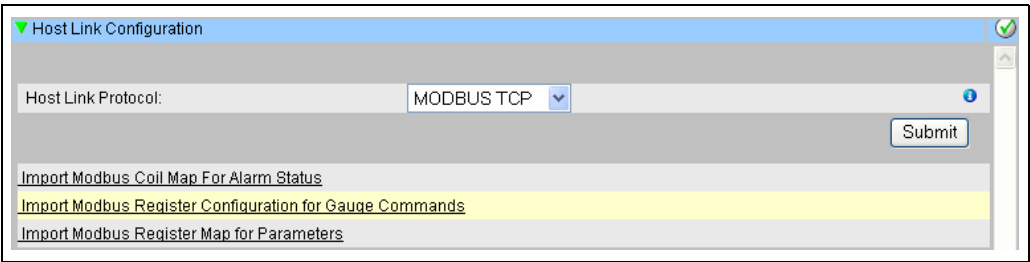 Host Link Configuration
Host Link Protocol: MODBUS TCP
Submit
Import Modbus Coil Map For Alarm Status
Import Modbus Register Configuration for Gauge Commands
Import Modbus Register Map for Parameters